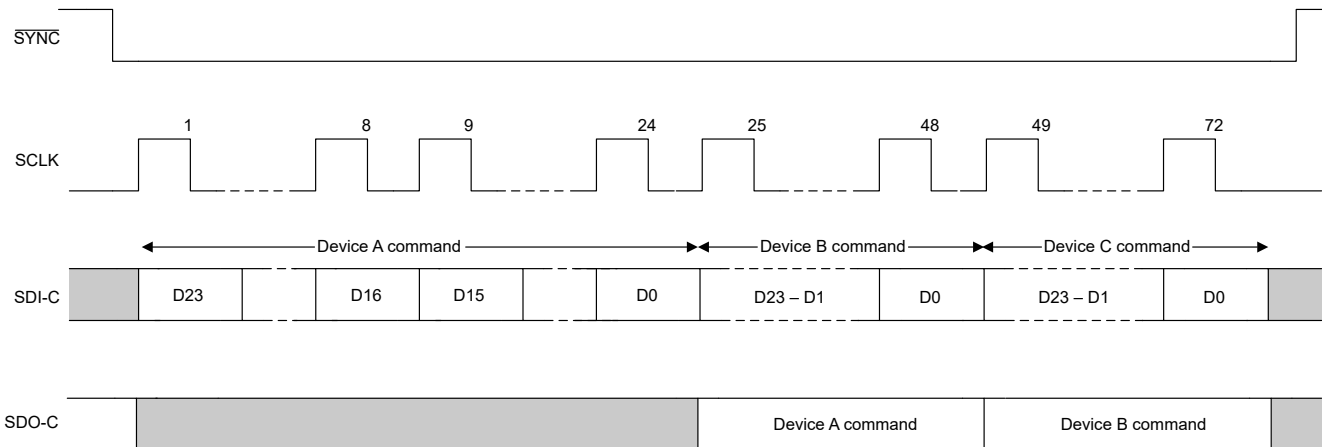 SYNC
1 8 9 24 25 48 49 72
SCLK
Device A command Device B command Device C command
SDI-C D23 D16 D15 D0 D23 – D1 D0 D23 – D1 D0
SDO-C Device A command Device B command